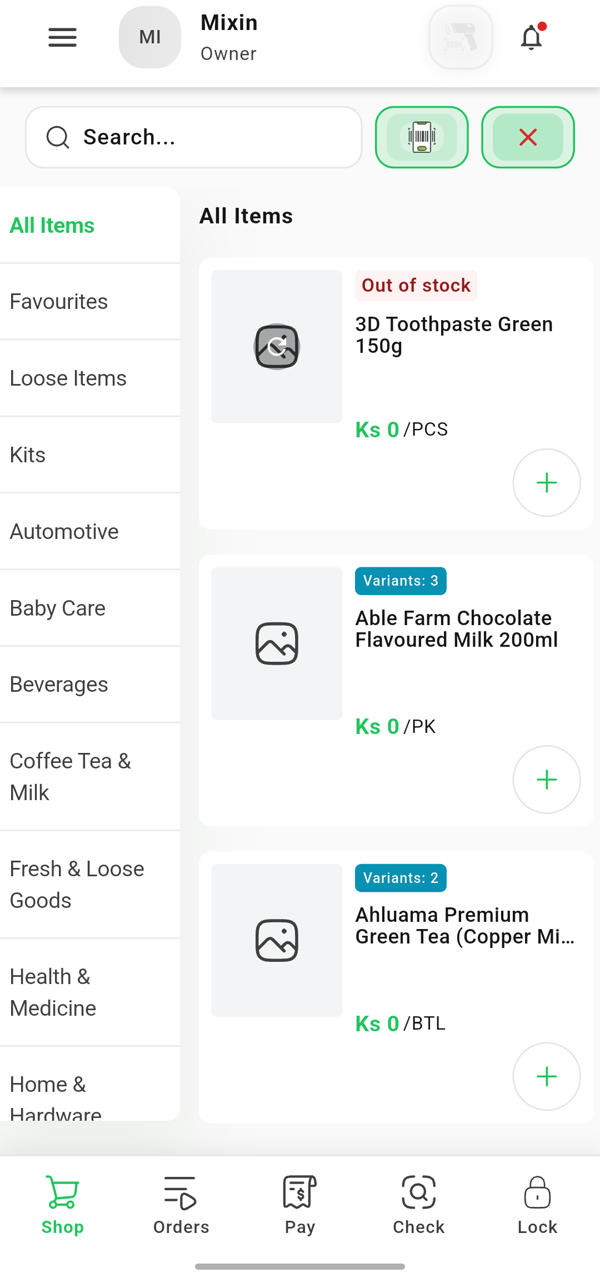 MI
Mixin
Owner
Search...
All Items
Favourites
Loose Items
Kits
Automotive
Baby Care
Beverages
Coffee Tea &
Milk
Fresh & Loose
Goods
Health &
Medicine
Home &
Hardware
All Items
Out of stock
3D Toothpaste Green
150g
Ks 0 /PCS
Variants: 3
Able Farm Chocolate
Flavoured Milk 200ml
Ks 0 /PK
Variants: 2
Ahluama Premium
Green Tea (Copper Mi...
Ks 0 /BTL
Shop
Orders
Pay
Check
Lock